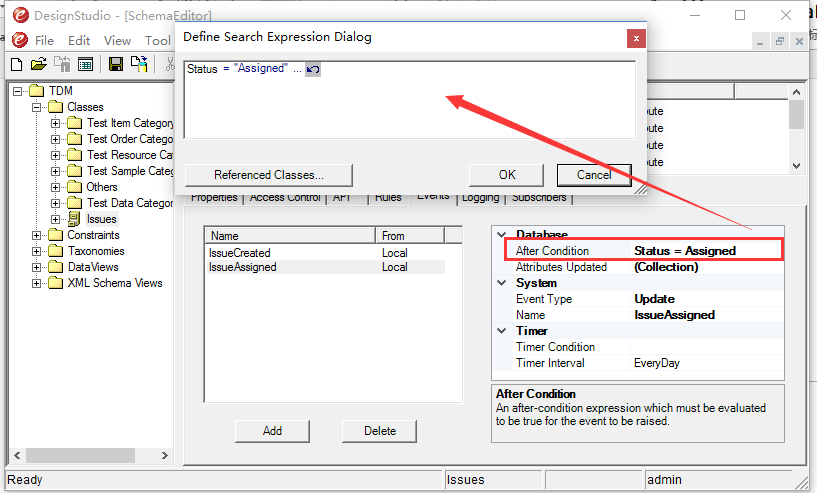 DesignStudio - [SchemaEditor]
File Edit View Tool
Define Search Expression Dialog
Status = "Assigned" ...
Referenced Classes...
OK
Cancel
TDM
Classes
Test Item Category
Test Order Catego
Test Resource Cat
Test Sample Categ
Others
Test Data Category
Issues
Constraints
Taxonomies
DataViews
XML Schema Views
Properties Access Control API Rules Events Logging Subscribers
Name From
IssueCreated Local
IssueAssigned Local
Add
Delete
Database
After Condition Status = Assigned
Attributes Updated (Collection)
System
Event Type Update
Name IssueAssigned
Timer
Timer Condition
Timer Interval EveryDay
After Condition
An after-condition expression which must be evaluated
to be true for the event to be raised.
Ready
Issues
admin